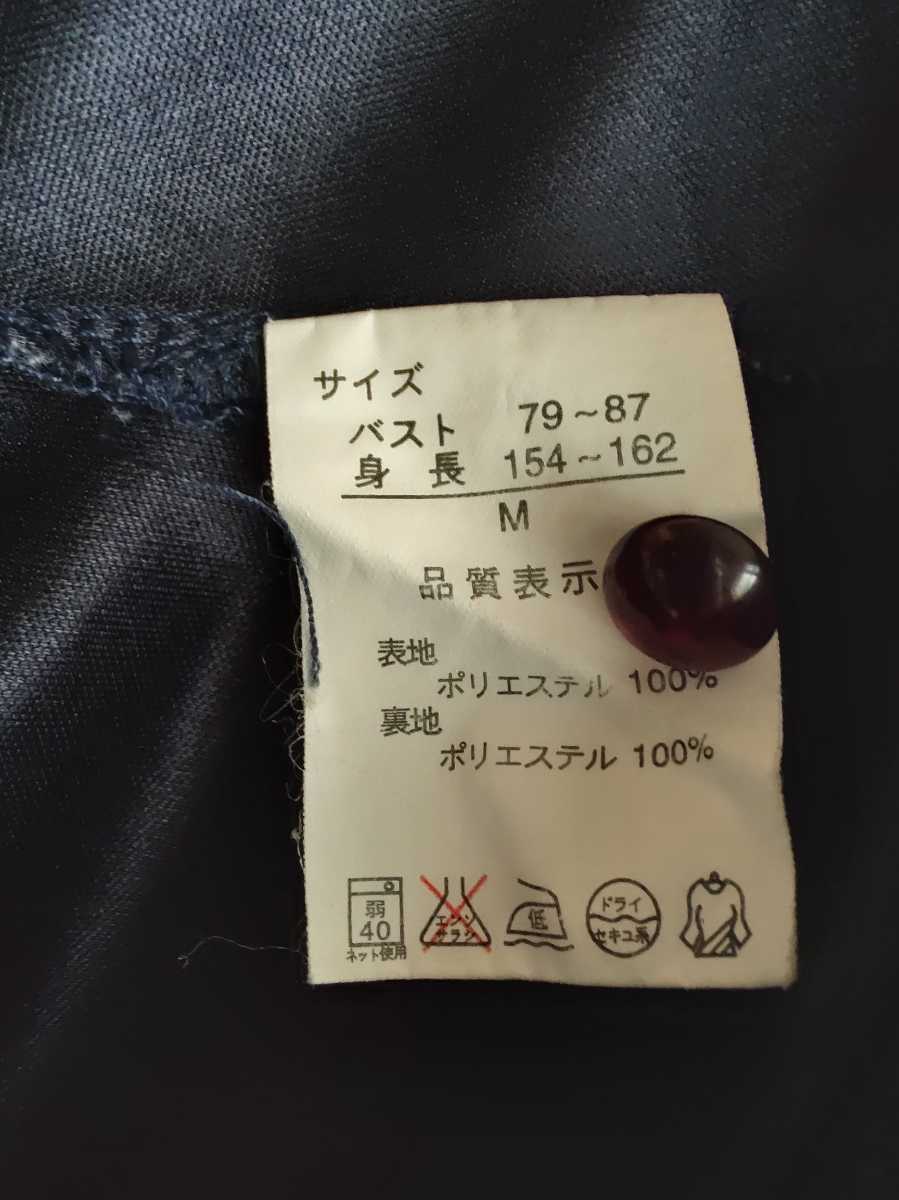 サイズ
バスト 79~87
身 長 154~162
M
品質表示
表地
ポリエステル 100%
裏地
ポリエステル 100%
弱
40
ネット使用
エンソ
サラシ
低
ドライ
セキユ系